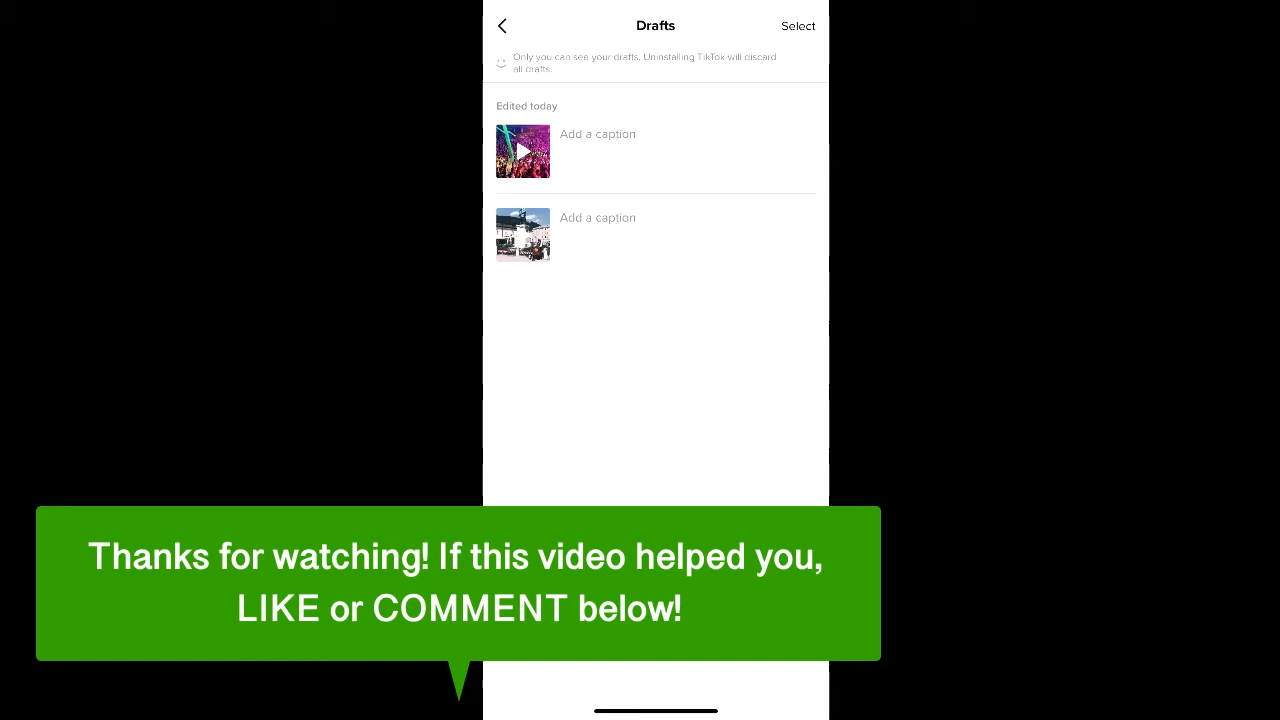 Drafts
Select
Only you can see your drafts. Uninstalling TikTok will discard
all drafts.
Edited today
Add a caption
Add a caption
Thanks for watching! If this video helped you,
LIKE or COMMENT below!